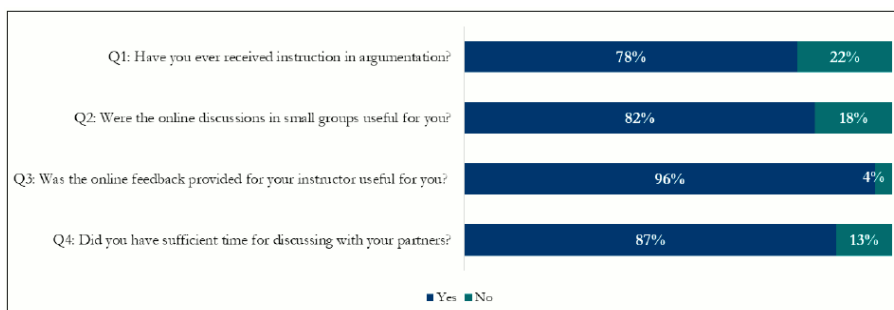 Q1: Have you ever received instruction in argumentation? 78% 22%
Q2: Were the online discussions in small groups useful for you? 82% 18%
Q3: Was the online feedback provided for your instructor useful for you? 96% 4%
Q4: Did you have sufficient time for discussing with your partners? 87% 13%
Yes No